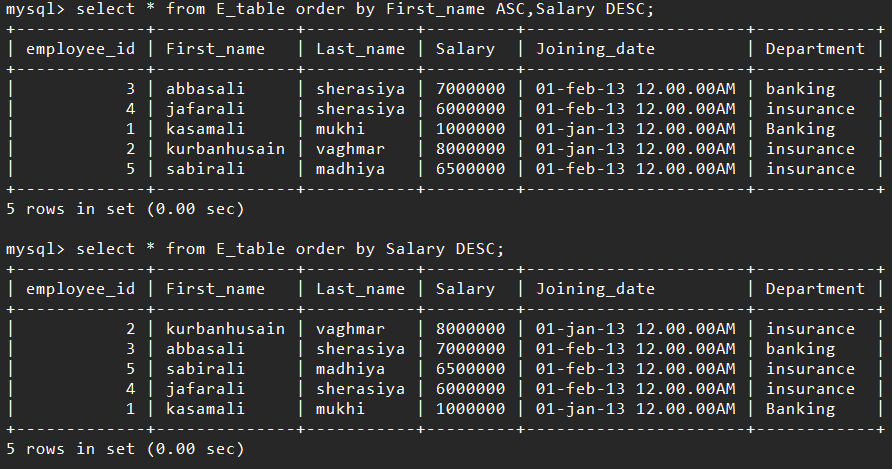 mysql> select * from E_table order by First_name ASC,Salary DESC;
+-------------+--------------+-----------+---------+---------------------+------------+
| employee_id | First_name   | Last_name | Salary  | Joining_date        | Department |
+-------------+--------------+-----------+---------+---------------------+------------+
|           3 | abbasali     | sherasiya | 7000000 | 01-feb-13 12.00.00AM | banking    |
|           4 | jafarali     | sherasiya | 6000000 | 01-feb-13 12.00.00AM | insurance  |
|           1 | kasamali     | mukhi     | 1000000 | 01-jan-13 12.00.00AM | Banking    |
|           2 | kurbanhusain | vaghmar   | 8000000 | 01-jan-13 12.00.00AM | insurance  |
|           5 | sabirali     | madhiya   | 6500000 | 01-feb-13 12.00.00AM | insurance  |
+-------------+--------------+-----------+---------+---------------------+------------+
5 rows in set (0.00 sec)
mysql> select * from E_table order by Salary DESC;
+-------------+--------------+-----------+---------+---------------------+------------+
| employee_id | First_name   | Last_name | Salary  | Joining_date        | Department |
+-------------+--------------+-----------+---------+---------------------+------------+
|           2 | kurbanhusain | vaghmar   | 8000000 | 01-jan-13 12.00.00AM | insurance  |
|           3 | abbasali     | sherasiya | 7000000 | 01-feb-13 12.00.00AM | banking    |
|           5 | sabirali     | madhiya   | 6500000 | 01-feb-13 12.00.00AM | insurance  |
|           4 | jafarali     | sherasiya | 6000000 | 01-feb-13 12.00.00AM | insurance  |
|           1 | kasamali     | mukhi     | 1000000 | 01-jan-13 12.00.00AM | Banking    |
+-------------+--------------+-----------+---------+---------------------+------------+
5 rows in set (0.00 sec)